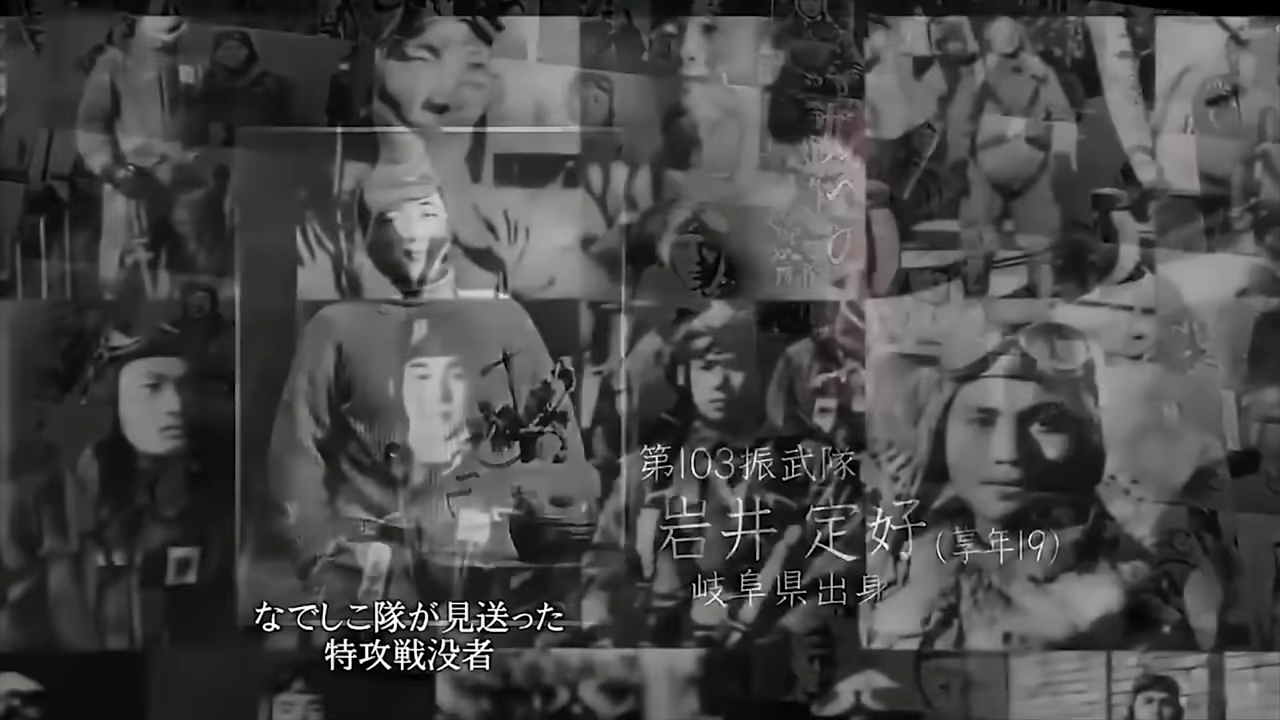 第103振武隊
岩井 定好 (享年19)
岐阜県出身
なでしこ隊が見送った
特攻戦没者